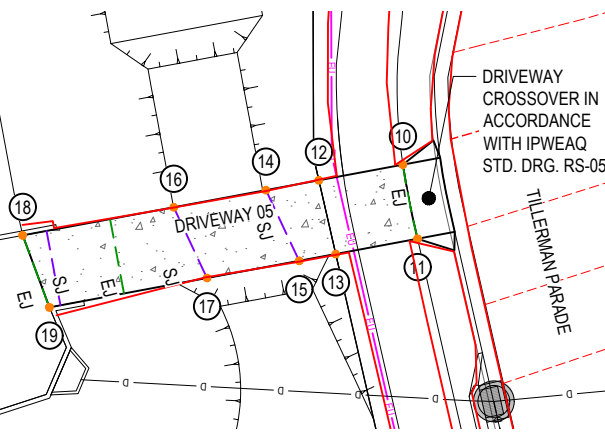 DRIVEWAY
CROSSOVER IN
ACCORDANCE
WITH IPWEAQ
STD. DRG. RS-05
10
12
14
16
18
DRIVEWAY 05
EJ
SJ
SJ
SJ
EJ
EJ
11
13
15
17
19
TILLERMAN PARADE
D
D
D
D